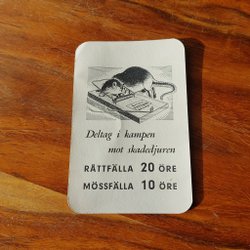 Deltag i kampen
mot skadedjuren
RÅTTFÄLLA 20 ÖRE
MÖSSFÄLLA 10 ÖRE